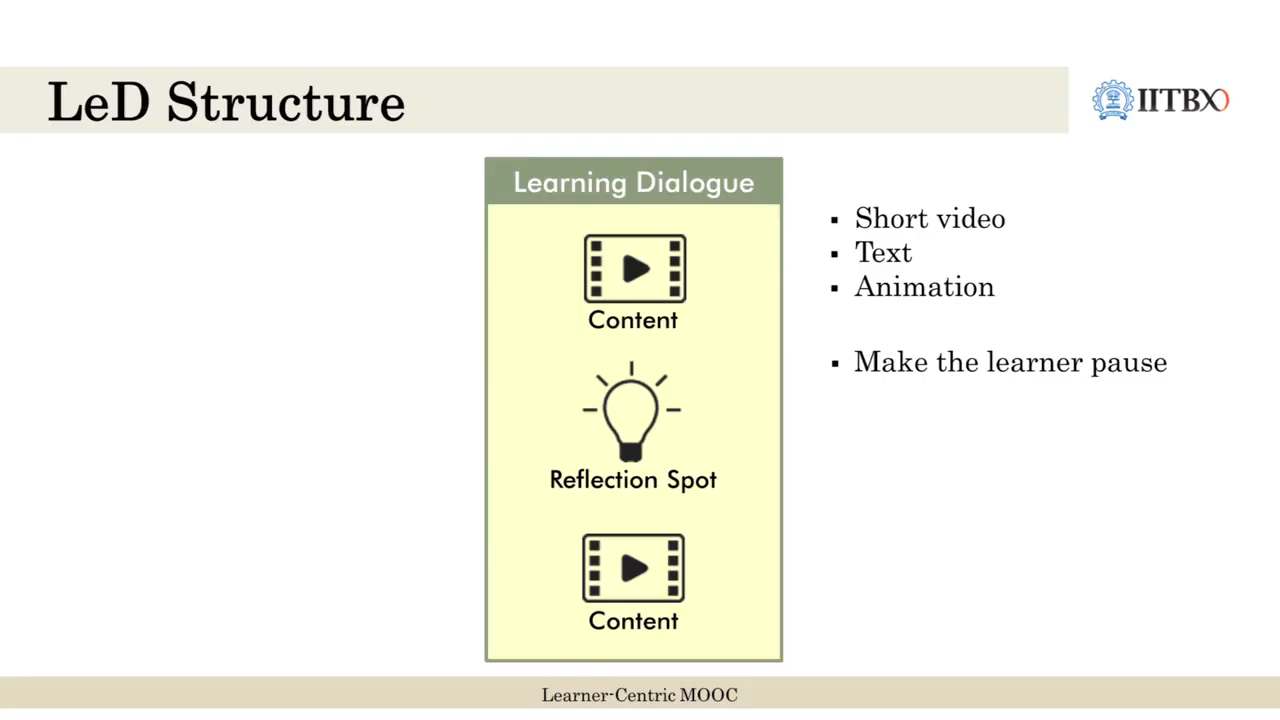 LeD Structure
IITBX
Learning Dialogue
Content
Reflection Spot
Content
▪ Short video
▪ Text
▪ Animation
▪ Make the learner pause
Learner-Centric MOOC